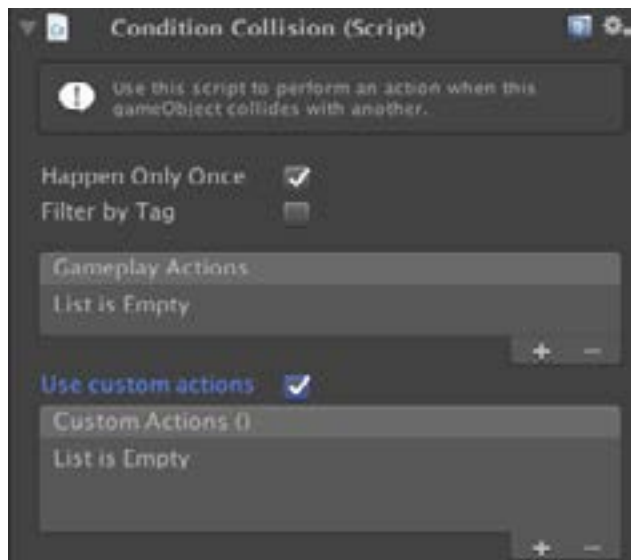 Condition Collision (Script)
Use this script to perform an action when this
gameObject collides with another.
Happen Only Once
Filter by Tag
Gameplay Actions
List is Empty
Use custom actions
Custom Actions ()
List is Empty